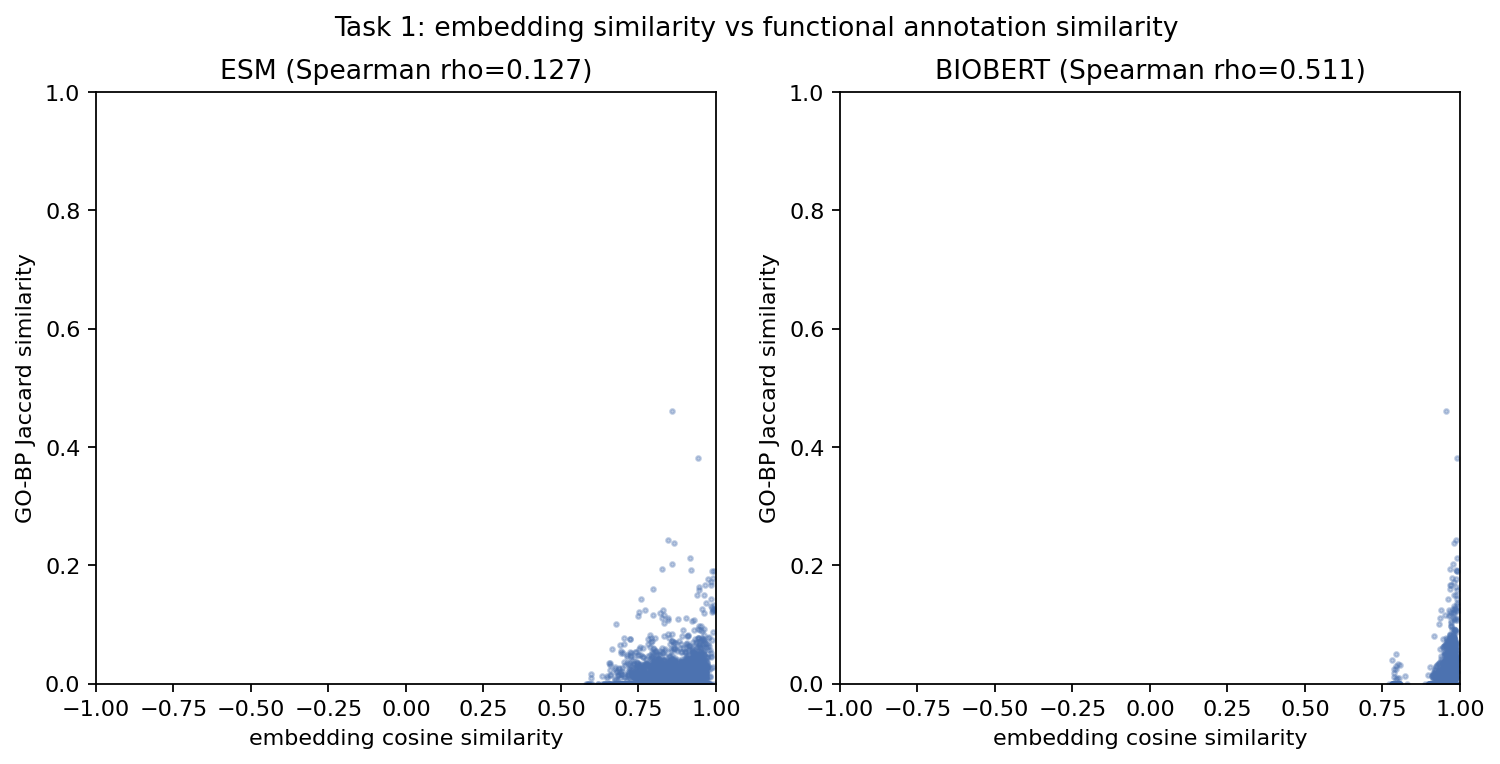 Task 1: embedding similarity vs functional annotation similarity
ESM (Spearman rho=0.127)
1.0
0.8
0.6
0.4
0.2
0.0
GO-BP Jaccard similarity
−1.00 −0.75 −0.50 −0.25 0.00 0.25 0.50 0.75 1.00
embedding cosine similarity
BIOBERT (Spearman rho=0.511)
1.0
0.8
0.6
0.4
0.2
0.0
GO-BP Jaccard similarity
−1.00 −0.75 −0.50 −0.25 0.00 0.25 0.50 0.75 1.00
embedding cosine similarity